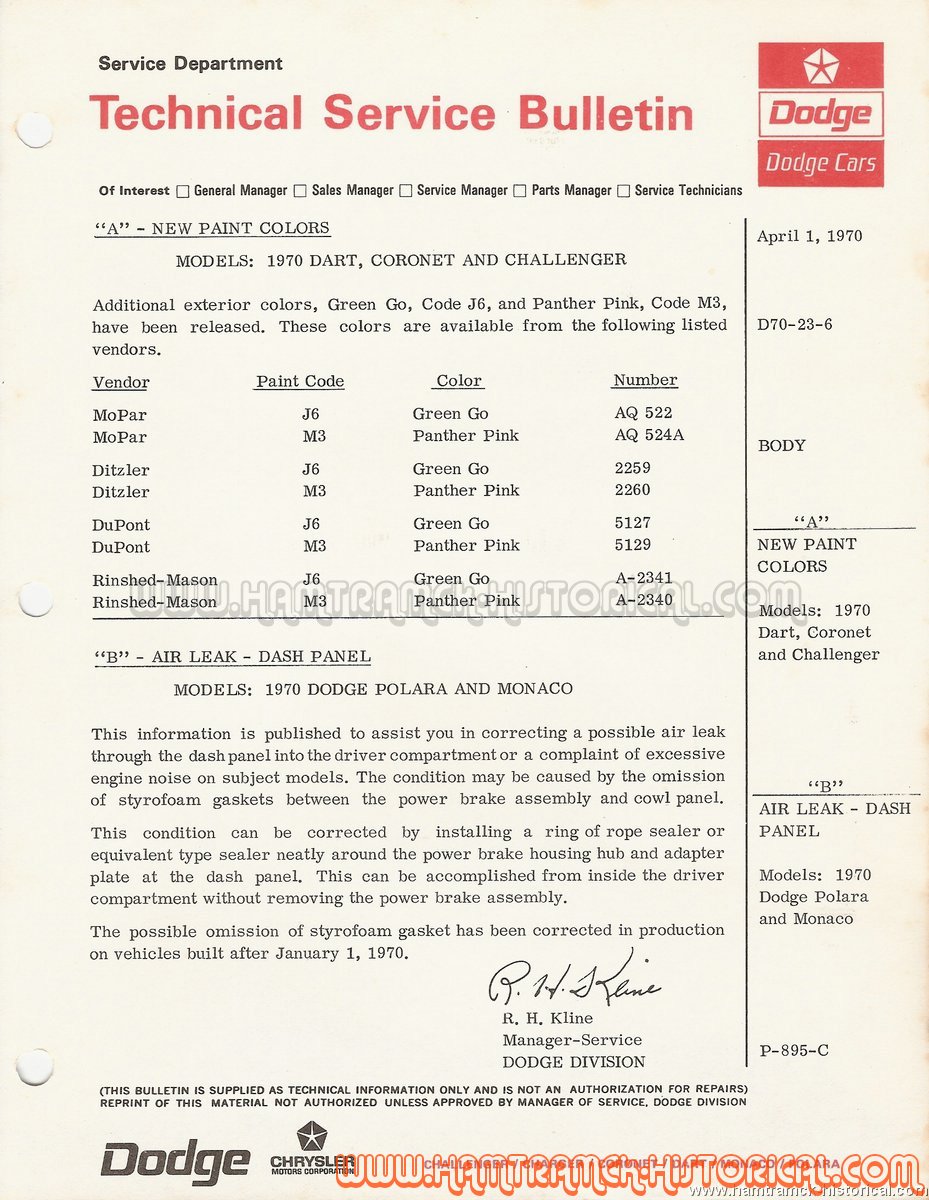 Service Department
Technical Service Bulletin
Dodge
Dodge Cars
Of Interest □ General Manager □ Sales Manager □ Service Manager □ Parts Manager □ Service Technicians
“A” - NEW PAINT COLORS
MODELS: 1970 DART, CORONET AND CHALLENGER
Additional exterior colors, Green Go, Code J6, and Panther Pink, Code M3,
have been released. These colors are available from the following listed
vendors.
Vendor Paint Code Color Number
MoPar J6 Green Go AQ 522
MoPar M3 Panther Pink AQ 524A
Ditzler J6 Green Go 2259
Ditzler M3 Panther Pink 2260
DuPont J6 Green Go 5127
DuPont M3 Panther Pink 5129
Rinshed-Mason J6 Green Go A-2341
Rinshed-Mason M3 Panther Pink A-2340
WWW.HAMTRAMCK-HISTORICAL.COM
“B” - AIR LEAK - DASH PANEL
MODELS: 1970 DODGE POLARA AND MONACO
This information is published to assist you in correcting a possible air leak
through the dash panel into the driver compartment or a complaint of excessive
engine noise on subject models. The condition may be caused by the omission
of styrofoam gaskets between the power brake assembly and cowl panel.
This condition can be corrected by installing a ring of rope sealer or
equivalent type sealer neatly around the power brake housing hub and adapter
plate at the dash panel. This can be accomplished from inside the driver
compartment without removing the power brake assembly.
The possible omission of styrofoam gasket has been corrected in production
on vehicles built after January 1, 1970.
R. H. Kline
R. H. Kline
Manager-Service
DODGE DIVISION
April 1, 1970
D70-23-6
BODY
“A”
NEW PAINT
COLORS
Models: 1970
Dart, Coronet
and Challenger
“B”
AIR LEAK - DASH
PANEL
Models: 1970
Dodge Polara
and Monaco
P-895-C
(THIS BULLETIN IS SUPPLIED AS TECHNICAL INFORMATION ONLY AND IS NOT AN AUTHORIZATION FOR REPAIRS)
REPRINT OF THIS MATERIAL NOT AUTHORIZED UNLESS APPROVED BY MANAGER OF SERVICE, DODGE DIVISION
Dodge
CHRYSLER
MOTORS CORPORATION
CHALLENGER / CHARGER / CORONET / DART / MONACO / POLARA
WWW.HAMTRAMCK-HISTORICAL.COM
www.hamtramck-historical.com